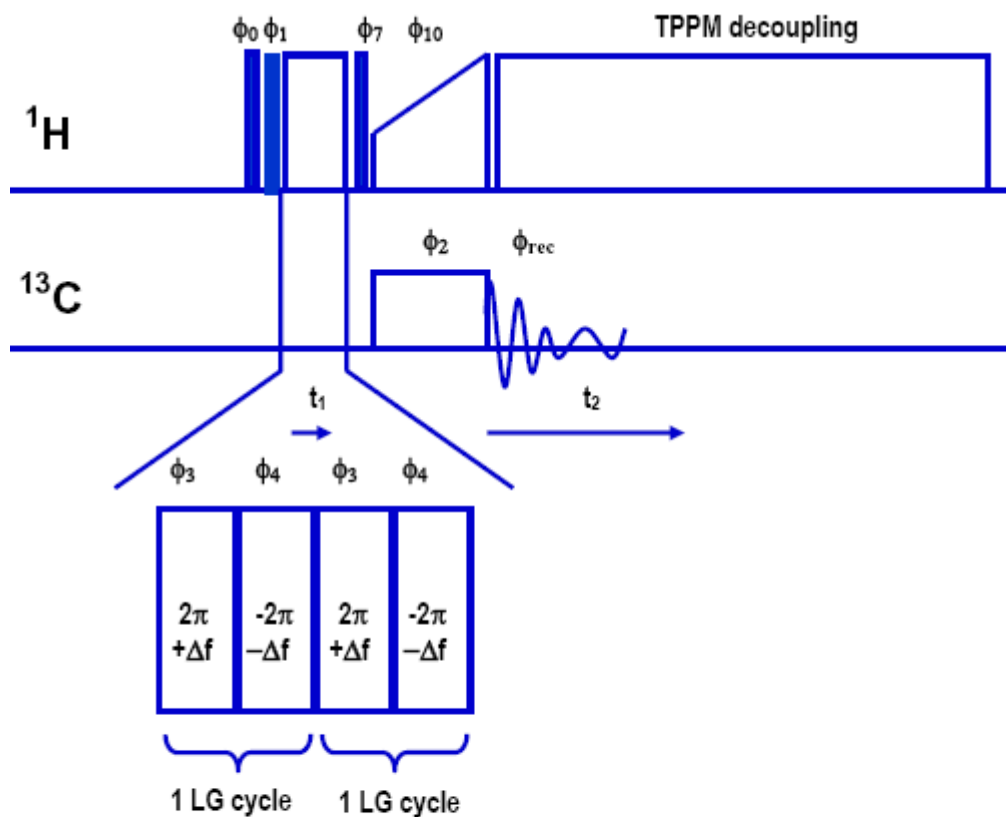 ϕ0 ϕ1 ϕ7 ϕ10 TPPM decoupling
1H
ϕ2 ϕrec
13C
t1 t2
ϕ3 ϕ4 ϕ3 ϕ4
2π -2π 2π -2π
+Δf −Δf +Δf −Δf
1 LG cycle 1 LG cycle